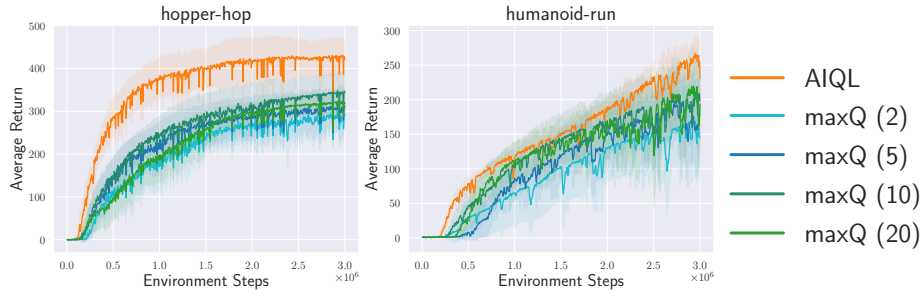 hopper-hop
humanoid-run
Average Return
500
400
300
200
100
0
0.0 0.5 1.0 1.5 2.0 2.5 3.0
×10⁶
Environment Steps
Average Return
250
200
150
100
50
0
0.0 0.5 1.0 1.5 2.0 2.5 3.0
×10⁶
Environment Steps
AIQL
maxQ (2)
maxQ (5)
maxQ (10)
maxQ (20)